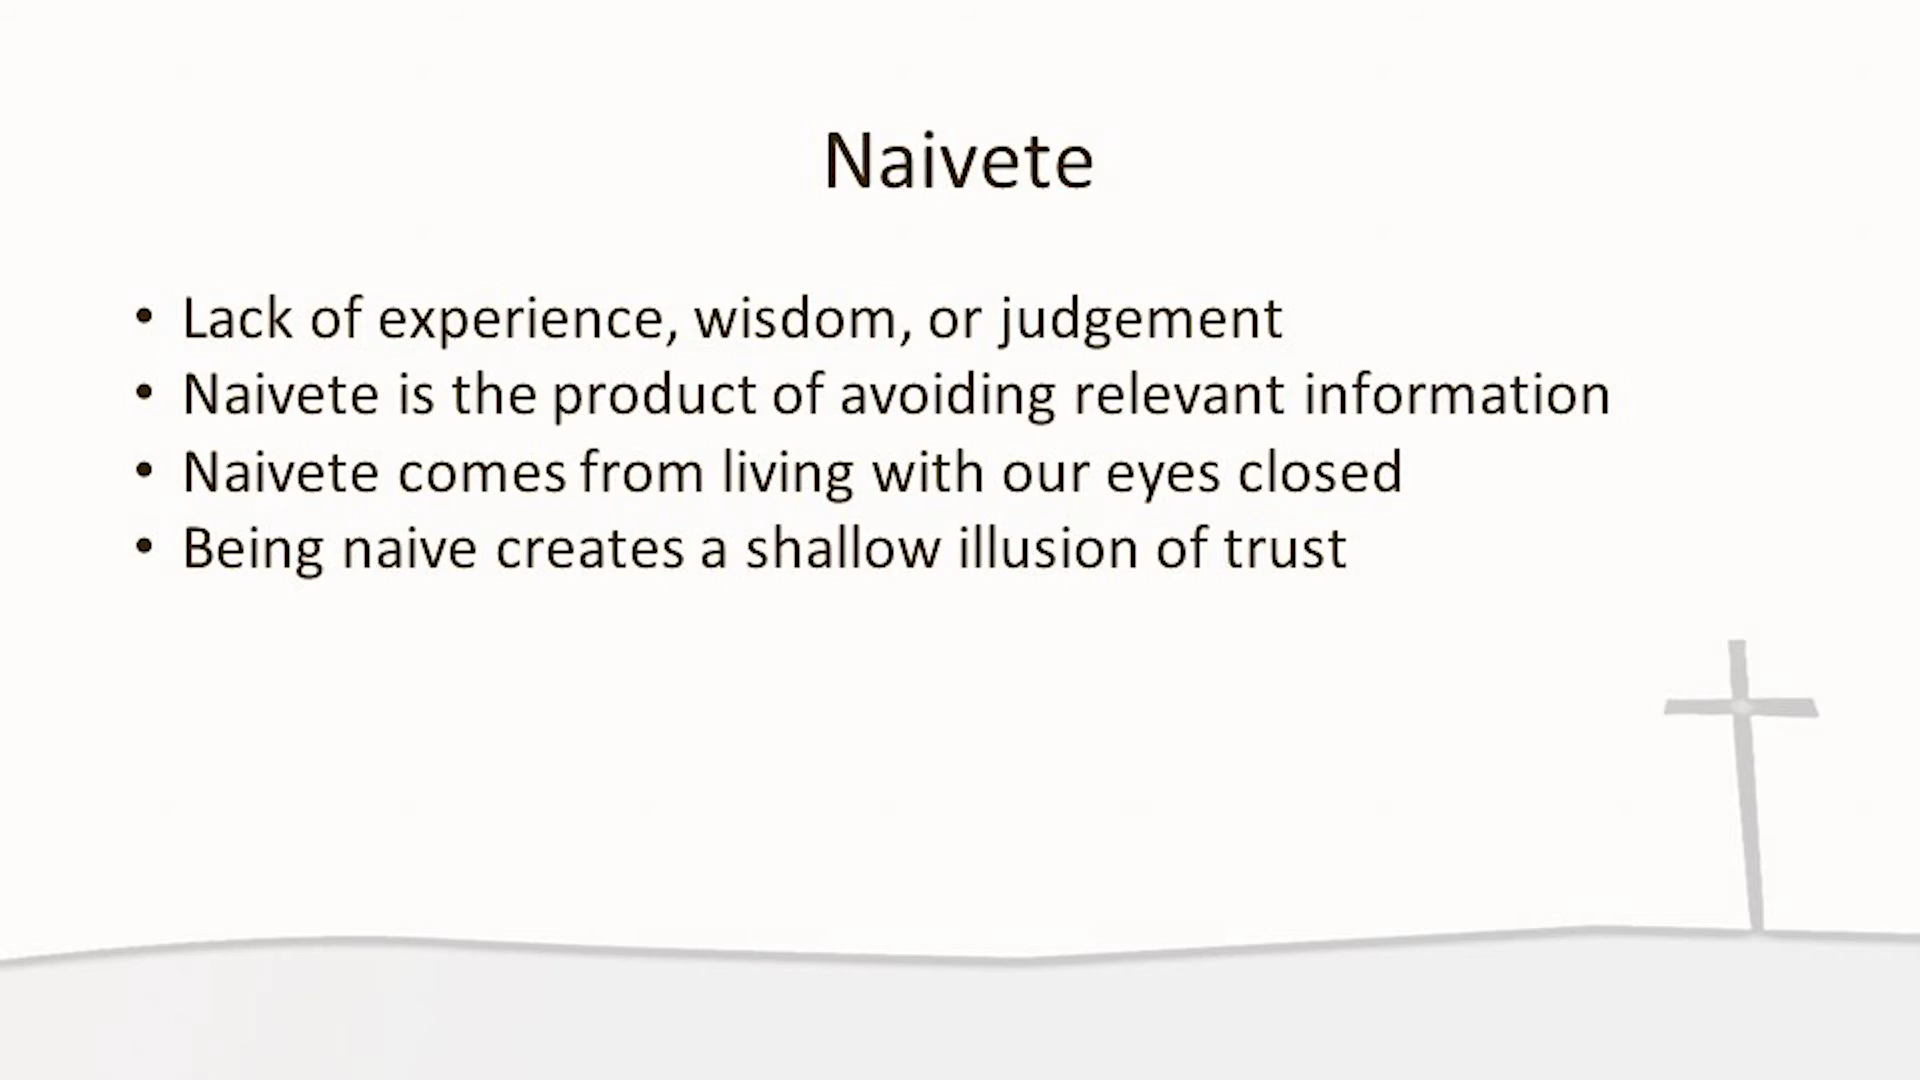 Naivete
• Lack of experience, wisdom, or judgement
• Naivete is the product of avoiding relevant information
• Naivete comes from living with our eyes closed
• Being naive creates a shallow illusion of trust